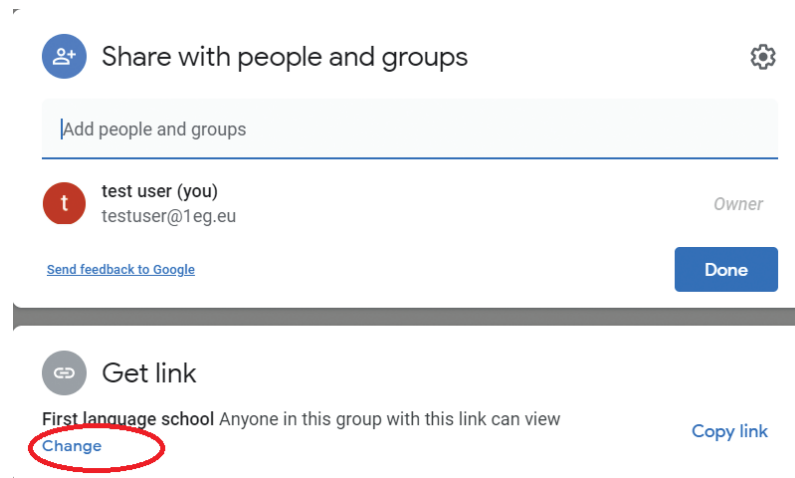 Share with people and groups
Add people and groups
t
test user (you)
testuser@1eg.eu
Owner
Send feedback to Google
Done
Get link
First language school Anyone in this group with this link can view
Change
Copy link